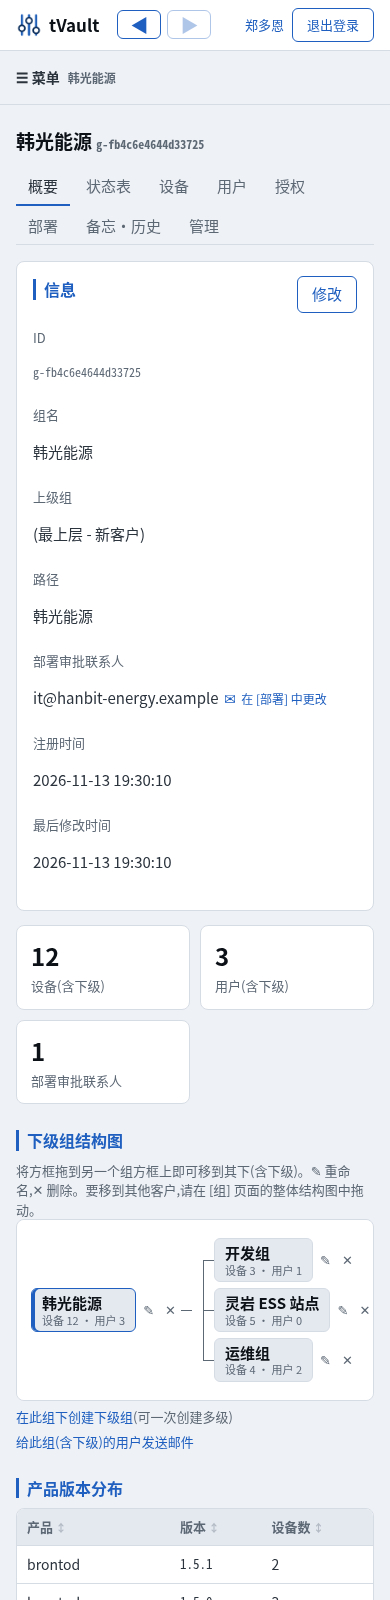 tVault ◀ ▶ 郑多恩 退出登录
☰ 菜单 韩光能源
韩光能源 g-fb4c6e4644d33725
概要 状态表 设备 用户 授权
部署 备忘・历史 管理
信息 修改
ID
g-fb4c6e4644d33725
组名
韩光能源
上级组
(最上层 - 新客户)
路径
韩光能源
部署审批联系人
it@hanbit-energy.example ✉ 在 [部署] 中更改
注册时间
2026-11-13 19:30:10
最后修改时间
2026-11-13 19:30:10
12
设备(含下级)
3
用户(含下级)
1
部署审批联系人
下级组结构图
将方框拖到另一个组方框上即可移到其下(含下级)。✎ 重命
名,✕ 删除。要移到其他客户,请在 [组] 页面的整体结构图中拖
动。
韩光能源
设备 12 ・ 用户 3
✎ ✕
开发组
设备 3 ・ 用户 1
✎ ✕
灵岩 ESS 站点
设备 5 ・ 用户 0
✎ ✕
运维组
设备 4 ・ 用户 2
✎ ✕
在此组下创建下级组(可一次创建多级)
给此组(含下级)的用户发送邮件
产品版本分布
产品 ↕ 版本 ↕ 设备数 ↕
brontod 1.5.1 2